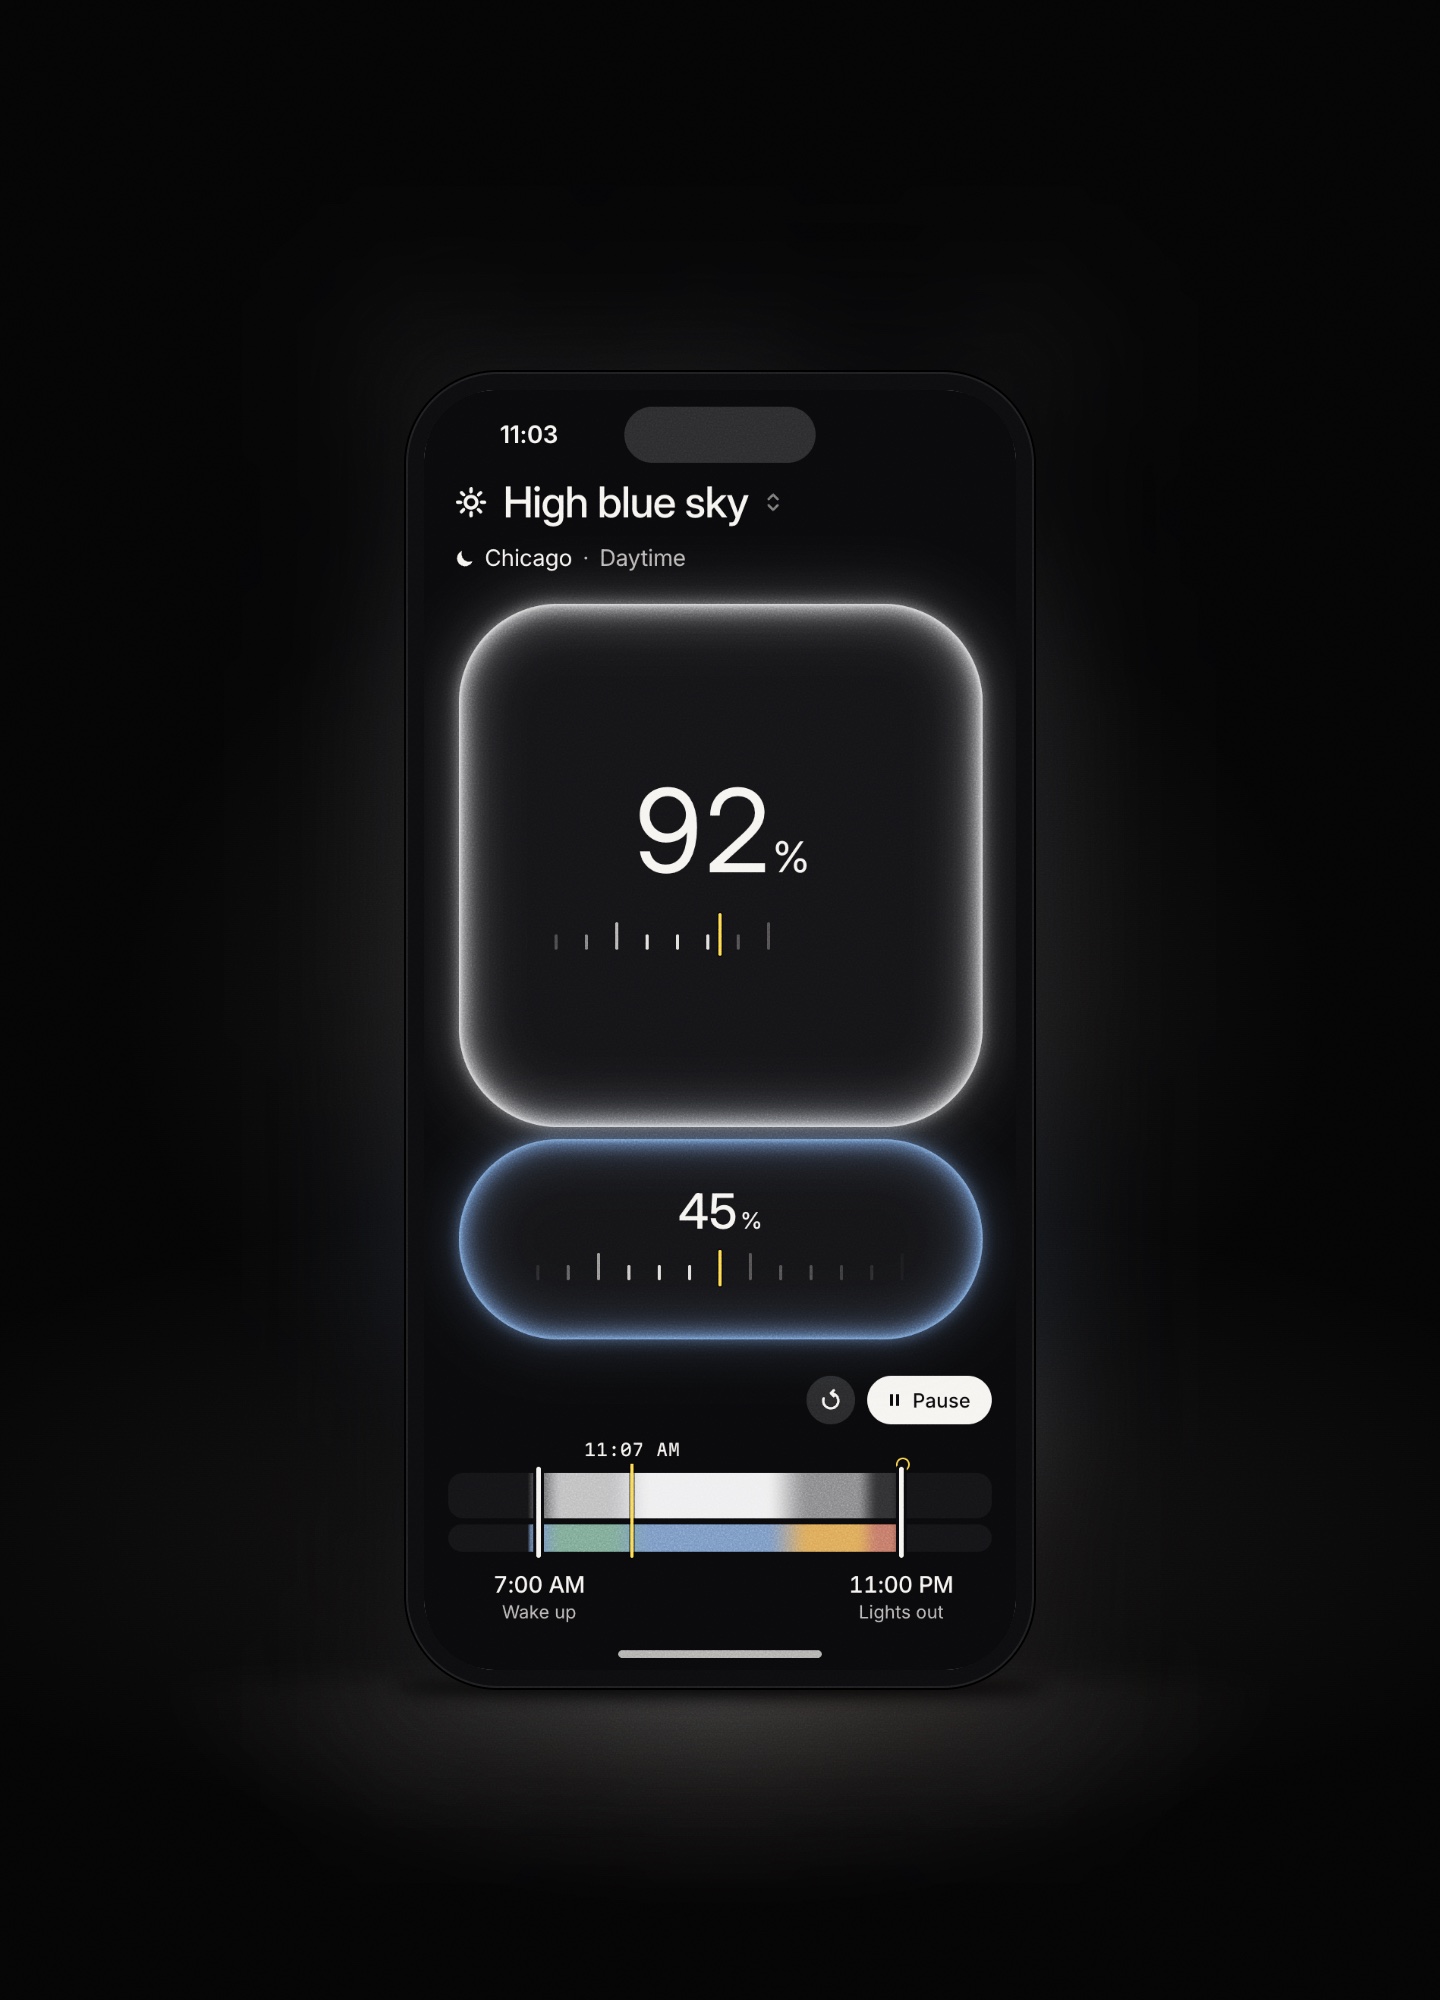 11:03
High blue sky
Chicago · Daytime
92%
45%
Pause
11:07 AM
7:00 AM
Wake up
11:00 PM
Lights out